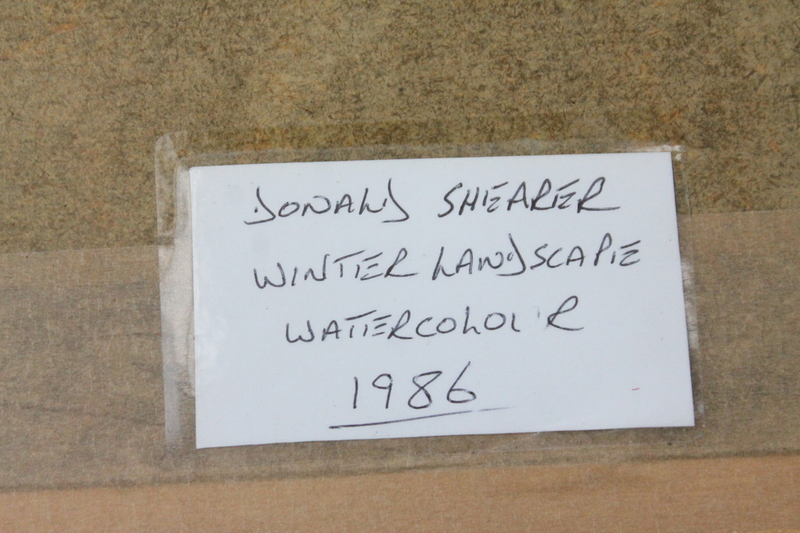 DONALD SHEARER
WINTER LANDSCAPE
WATERCOLOUR
1986